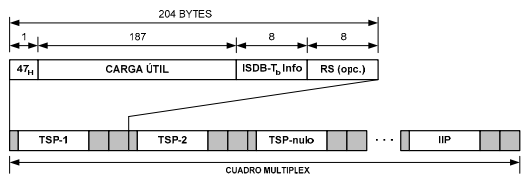 204 BYTES
1 187 8 8
47H CARGA ÚTIL ISDB-Tb Info RS (opc.)
TSP-1 TSP-2 TSP-nulo ... IIP
CUADRO MULTIPLEX